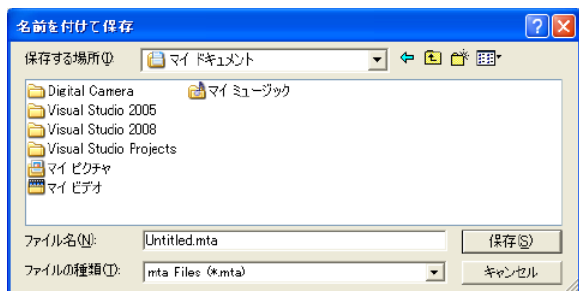 名前を付けて保存
保存する場所(I):
マイ ドキュメント
Digital Camera
Visual Studio 2005
Visual Studio 2008
Visual Studio Projects
マイ ピクチャ
マイ ビデオ
マイ ミュージック
ファイル名(N):
Untitled.mta
保存(S)
ファイルの種類(T):
mta Files (*.mta)
キャンセル